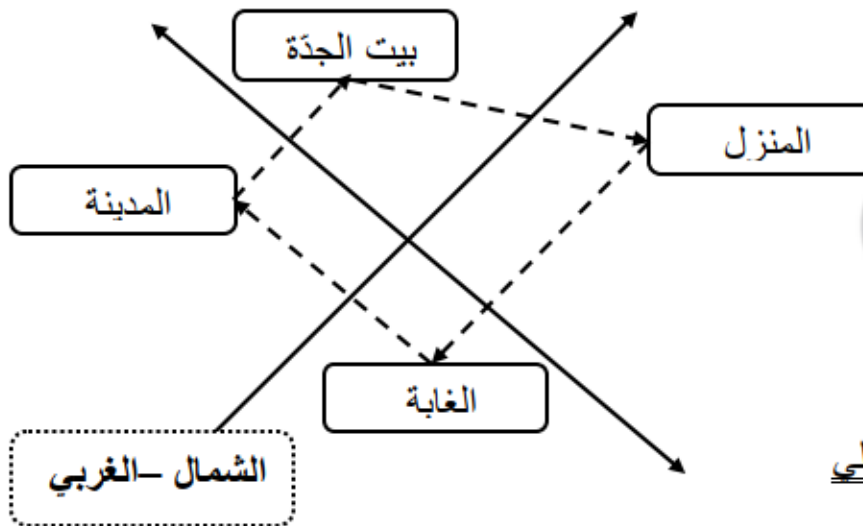 بيت الجدّة
المنزل
المدينة
الغابة
الشمال –الغربي